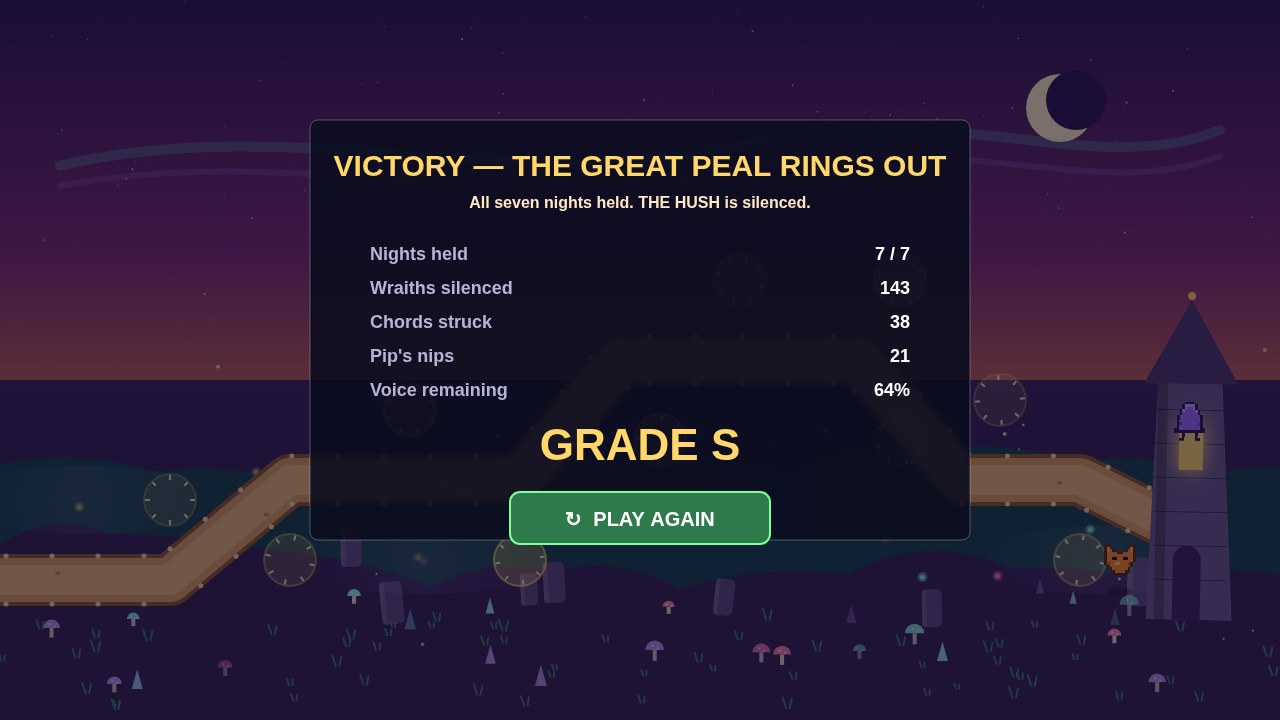 VICTORY — THE GREAT PEAL RINGS OUT
All seven nights held. THE HUSH is silenced.
Nights held 7 / 7
Wraiths silenced 143
Chords struck 38
Pip's nips 21
Voice remaining 64%
GRADE S
↻ PLAY AGAIN